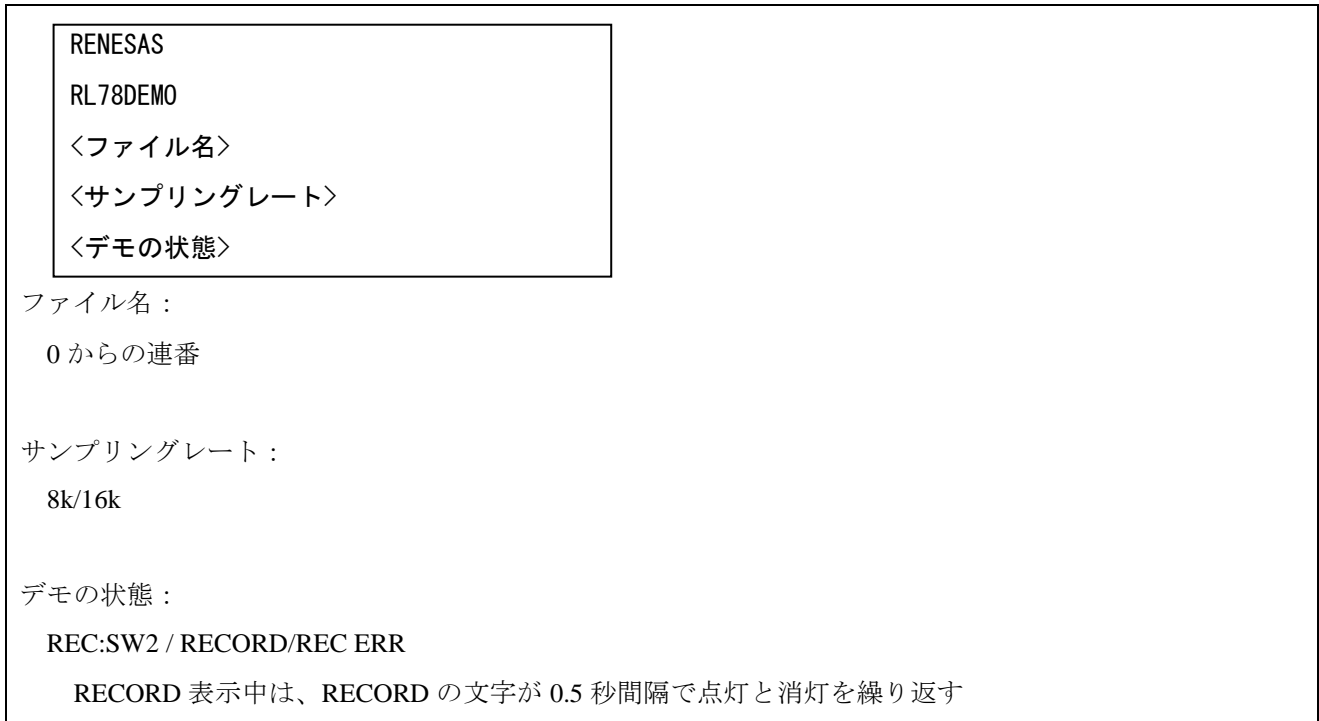 RENESAS
RL78DEMO
<ファイル名>
<サンプリングレート>
<デモの状態>
ファイル名：
0 からの連番
サンプリングレート：
8k/16k
デモの状態：
REC:SW2 / RECORD/REC ERR
RECORD 表示中は、RECORD の文字が 0.5 秒間隔で点灯と消灯を繰り返す